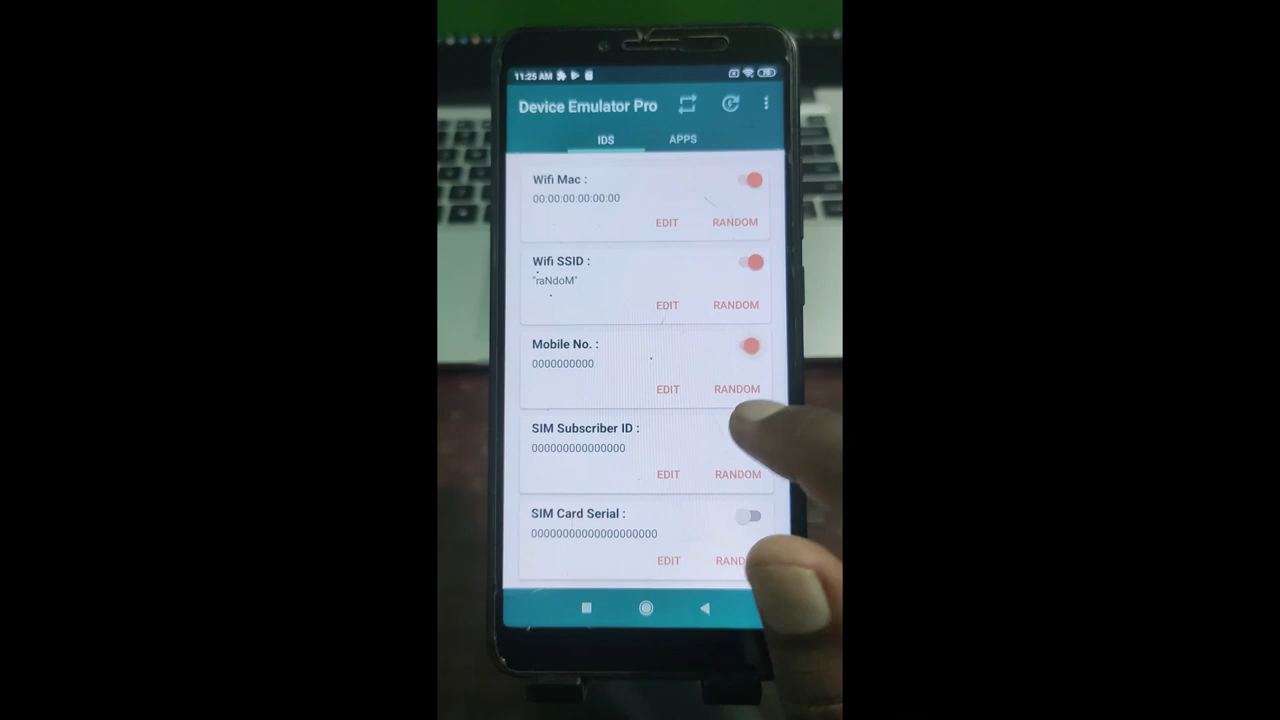 11:25 AM
Device Emulator Pro
IDS APPS
Wifi Mac :
00:00:00:00:00:00
EDIT RANDOM
Wifi SSID :
"raNdoM"
EDIT RANDOM
Mobile No. :
0000000000
EDIT RANDOM
SIM Subscriber ID :
000000000000000
EDIT RANDOM
SIM Card Serial :
00000000000000000000
EDIT RAND